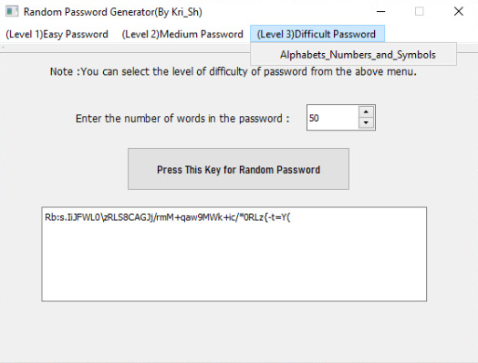 Random Password Generator(By Kri_Sh)
(Level 1)Easy Password (Level 2)Medium Password (Level 3)Difficult Password
Alphabets_Numbers_and_Symbols
Note :You can select the level of difficulty of password from the above menu.
Enter the number of words in the password : 50
Press This Key for Random Password
Rb:s.IiJFWL0\zRLS8CAGJj/rmM+qaw9MWk+ic/*0RLz{-t=Y{